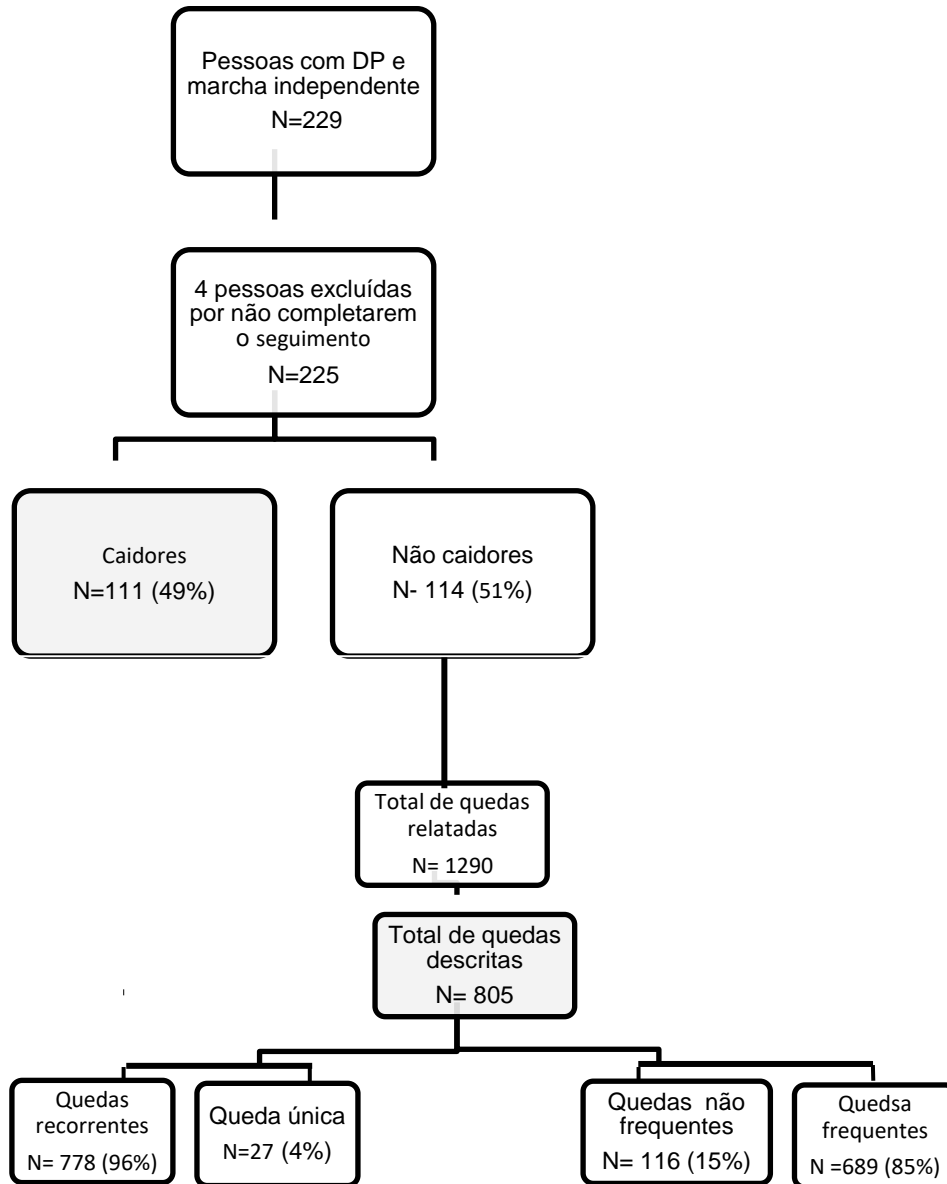 Pessoas com DP e
marcha independente
N=229
4 pessoas excluídas
por não completarem
o seguimento
N=225
Caidores
N=111 (49%)
Não caidores
N- 114 (51%)
Total de quedas
relatadas
N= 1290
Total de quedas
descritas
N= 805
Quedas
recorrentes
N= 778 (96%)
Queda única
N=27 (4%)
Quedas não
frequentes
N= 116 (15%)
Quedsa
frequentes
N =689 (85%)